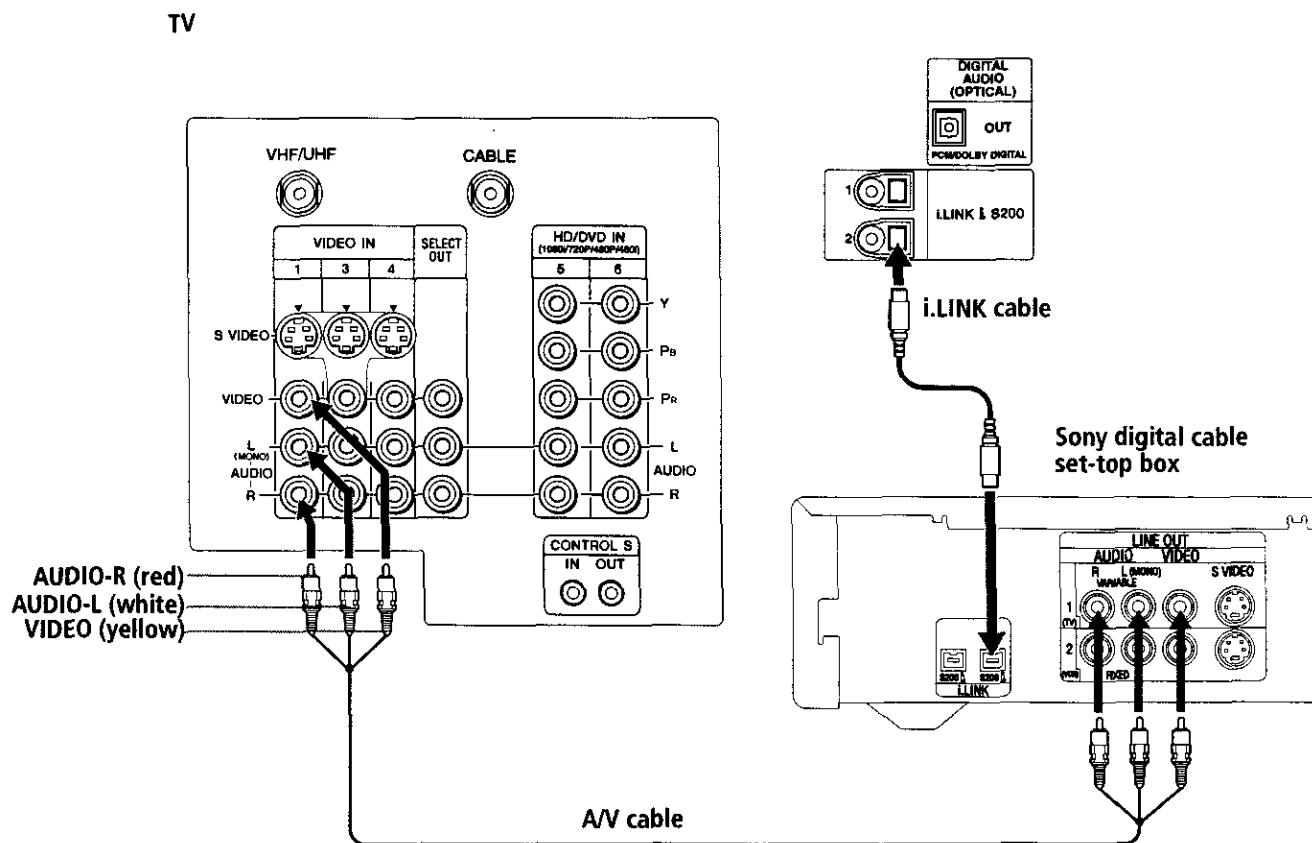 TV
DIGITAL
AUDIO
(OPTICAL)
OUT
PCM/DOLBY DIGITAL
VHF/UHF
CABLE
1
2
i.LINK S200
VIDEO IN
SELECT
OUT
1 3 4
HD/DVD IN
(1080i/720P/480P/480i)
5 6
S VIDEO
VIDEO
L
(MONO)
AUDIO
R
Y
PB
PR
L
AUDIO
R
i.LINK cable
Sony digital cable
set-top box
CONTROL S
IN OUT
AUDIO-R (red)
AUDIO-L (white)
VIDEO (yellow)
LINE OUT
AUDIO VIDEO
R L (MONO) S VIDEO
VARIABLE
1
(TV)
2
(VCR)
FIXED
S200 S200
i.LINK
A/V cable